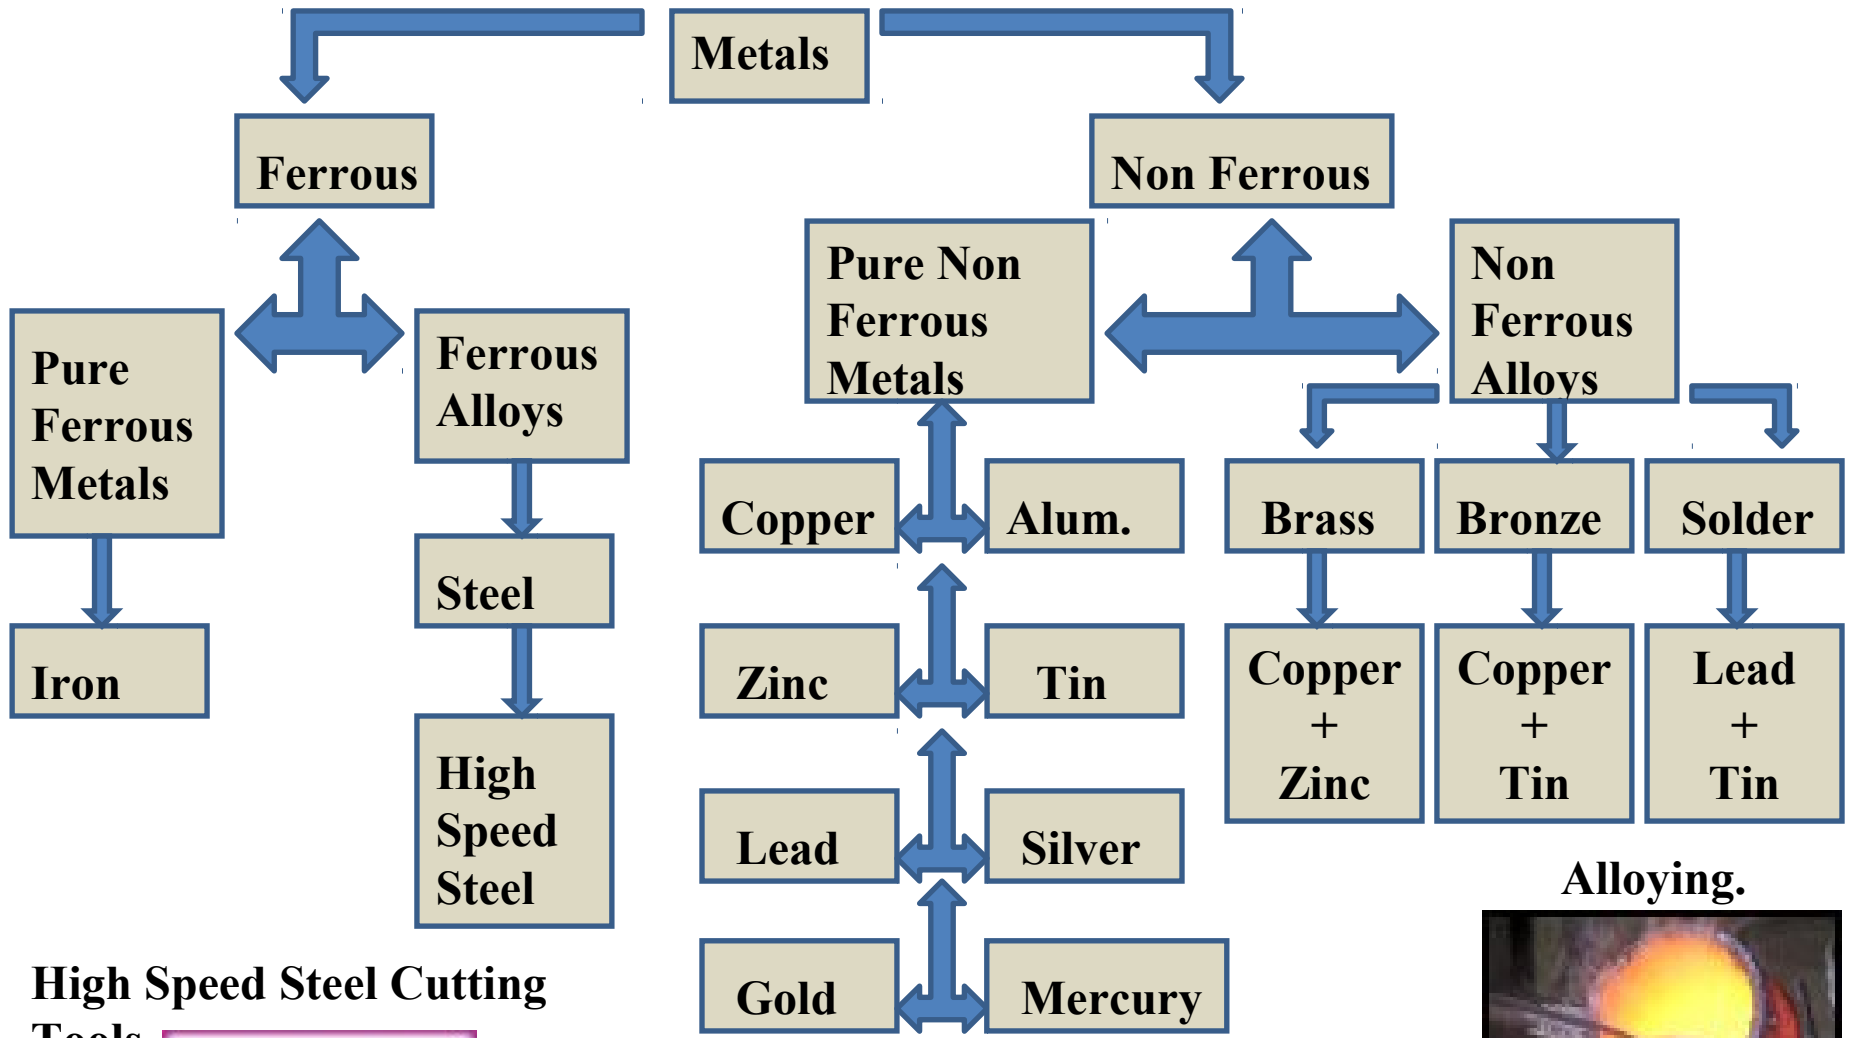 Metals
Ferrous
Non Ferrous
Pure
Ferrous
Metals
Ferrous
Alloys
Pure Non
Ferrous
Metals
Non
Ferrous
Alloys
Iron
Steel
High
Speed
Steel
Copper
Alum.
Zinc
Tin
Lead
Silver
Gold
Mercury
Brass
Bronze
Solder
Copper
+
Zinc
Copper
+
Tin
Lead
+
Tin
Alloying.
High Speed Steel Cutting
Tools